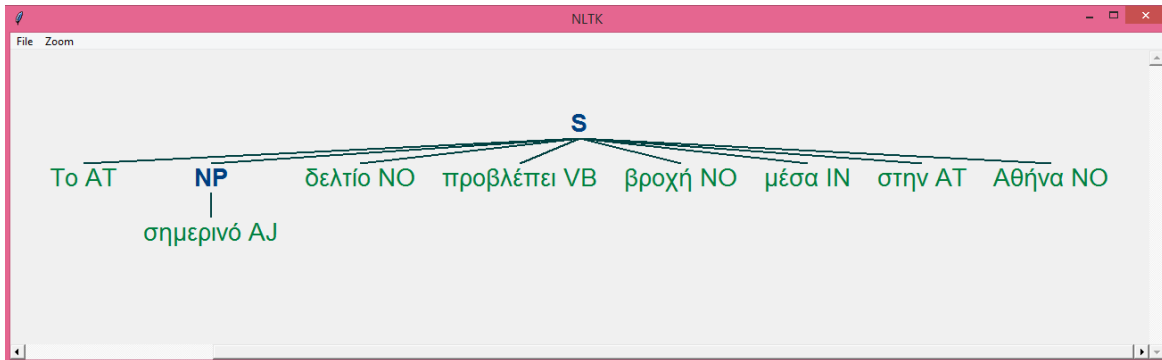 NLTK
File Zoom
S
Το AT NP δελτίο NO προβλέπει VB βροχή NO μέσα IN στην AT Αθήνα NO
σημερινό AJ